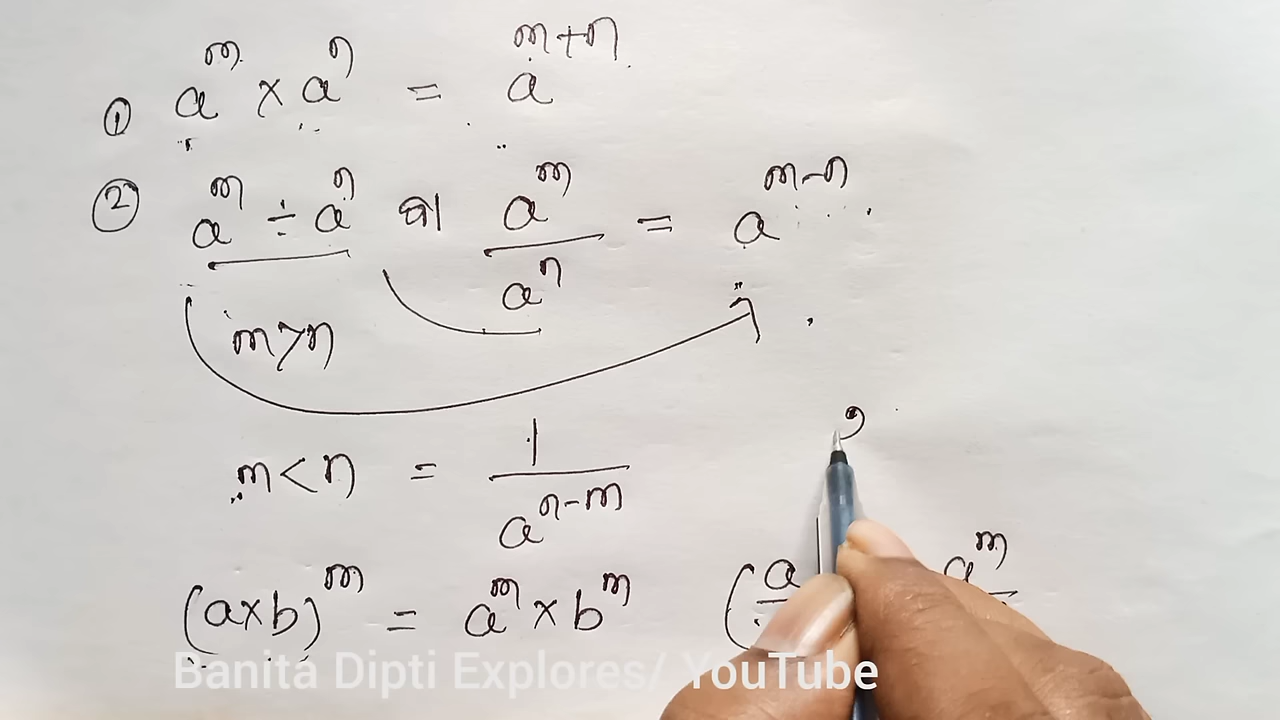 ① a^m × a^n = a^{m+n}
② a^m ÷ a^n ବା a^m / a^n = a^{m-n}
m > n
m < n = 1 / a^{n-m}
(a×b)^m = a^m × b^m (a a^m
Banita Dipti Explores/ YouTube